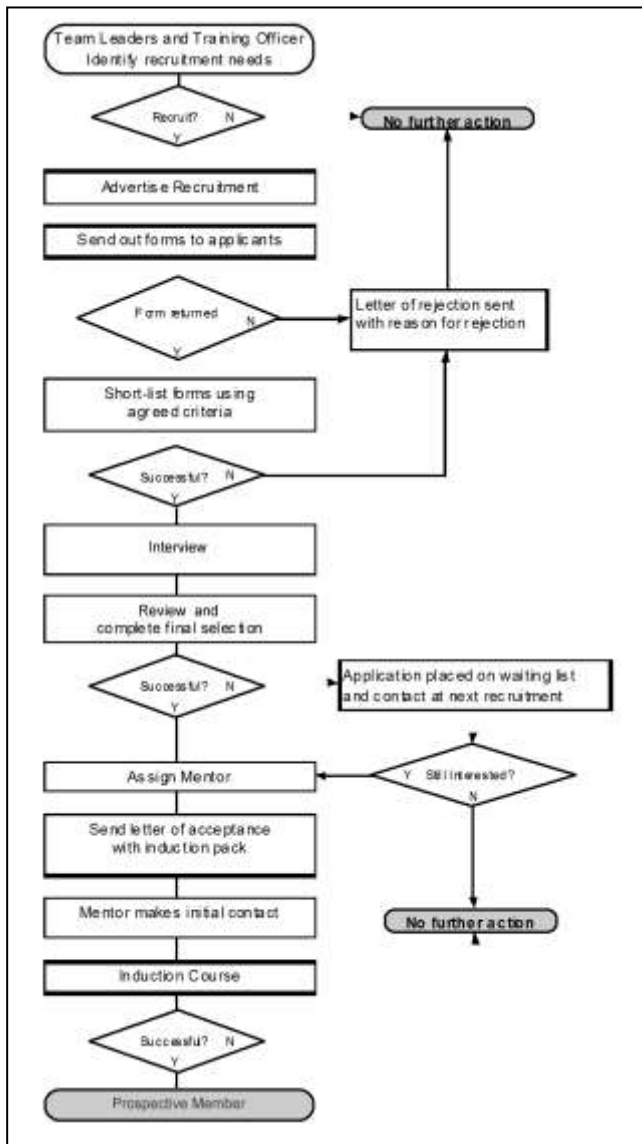 Team Leaders and Training Officer
Identify recruitment needs
Recruit?
N
Y
No further action
Advertise Recruitment
Send out forms to applicants
Form returned
N
Y
Letter of rejection sent
with reason for rejection
Short-list forms using
agreed criteria
Successful?
N
Y
Interview
Review and
complete final selection
Successful?
N
Y
Application placed on waiting list
and contact at next recruitment
Assign Mentor
Y
Still Interested?
N
Send letter of acceptance
with induction pack
Mentor makes initial contact
No further action
Induction Course
Successful?
N
Y
Prospective Member